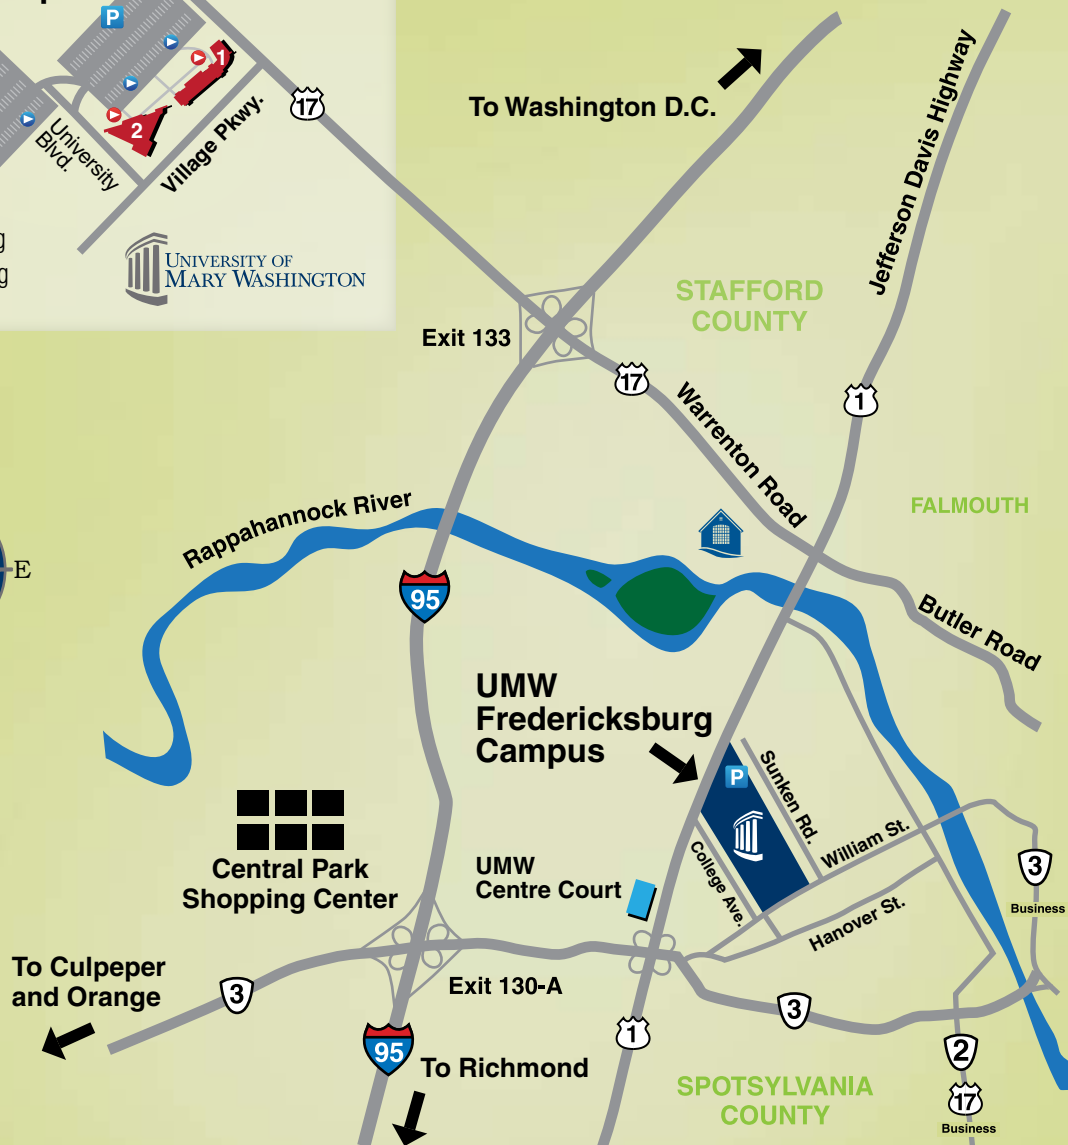 P
1
2
17
University
Blvd.
Village Pkwy.
g
g
UNIVERSITY OF
MARY WASHINGTON
To Washington D.C.
Jefferson Davis Highway
STAFFORD
COUNTY
Exit 133
17
1
Warrenton Road
FALMOUTH
Rappahannock River
E
95
Butler Road
UMW
Fredericksburg
Campus
P
Sunken Rd.
William St.
College Ave.
Hanover St.
Central Park
Shopping Center
UMW
Centre Court
3
Business
To Culpeper
and Orange
3
Exit 130-A
3
1
95
To Richmond
2
17
Business
SPOTSYLVANIA
COUNTY